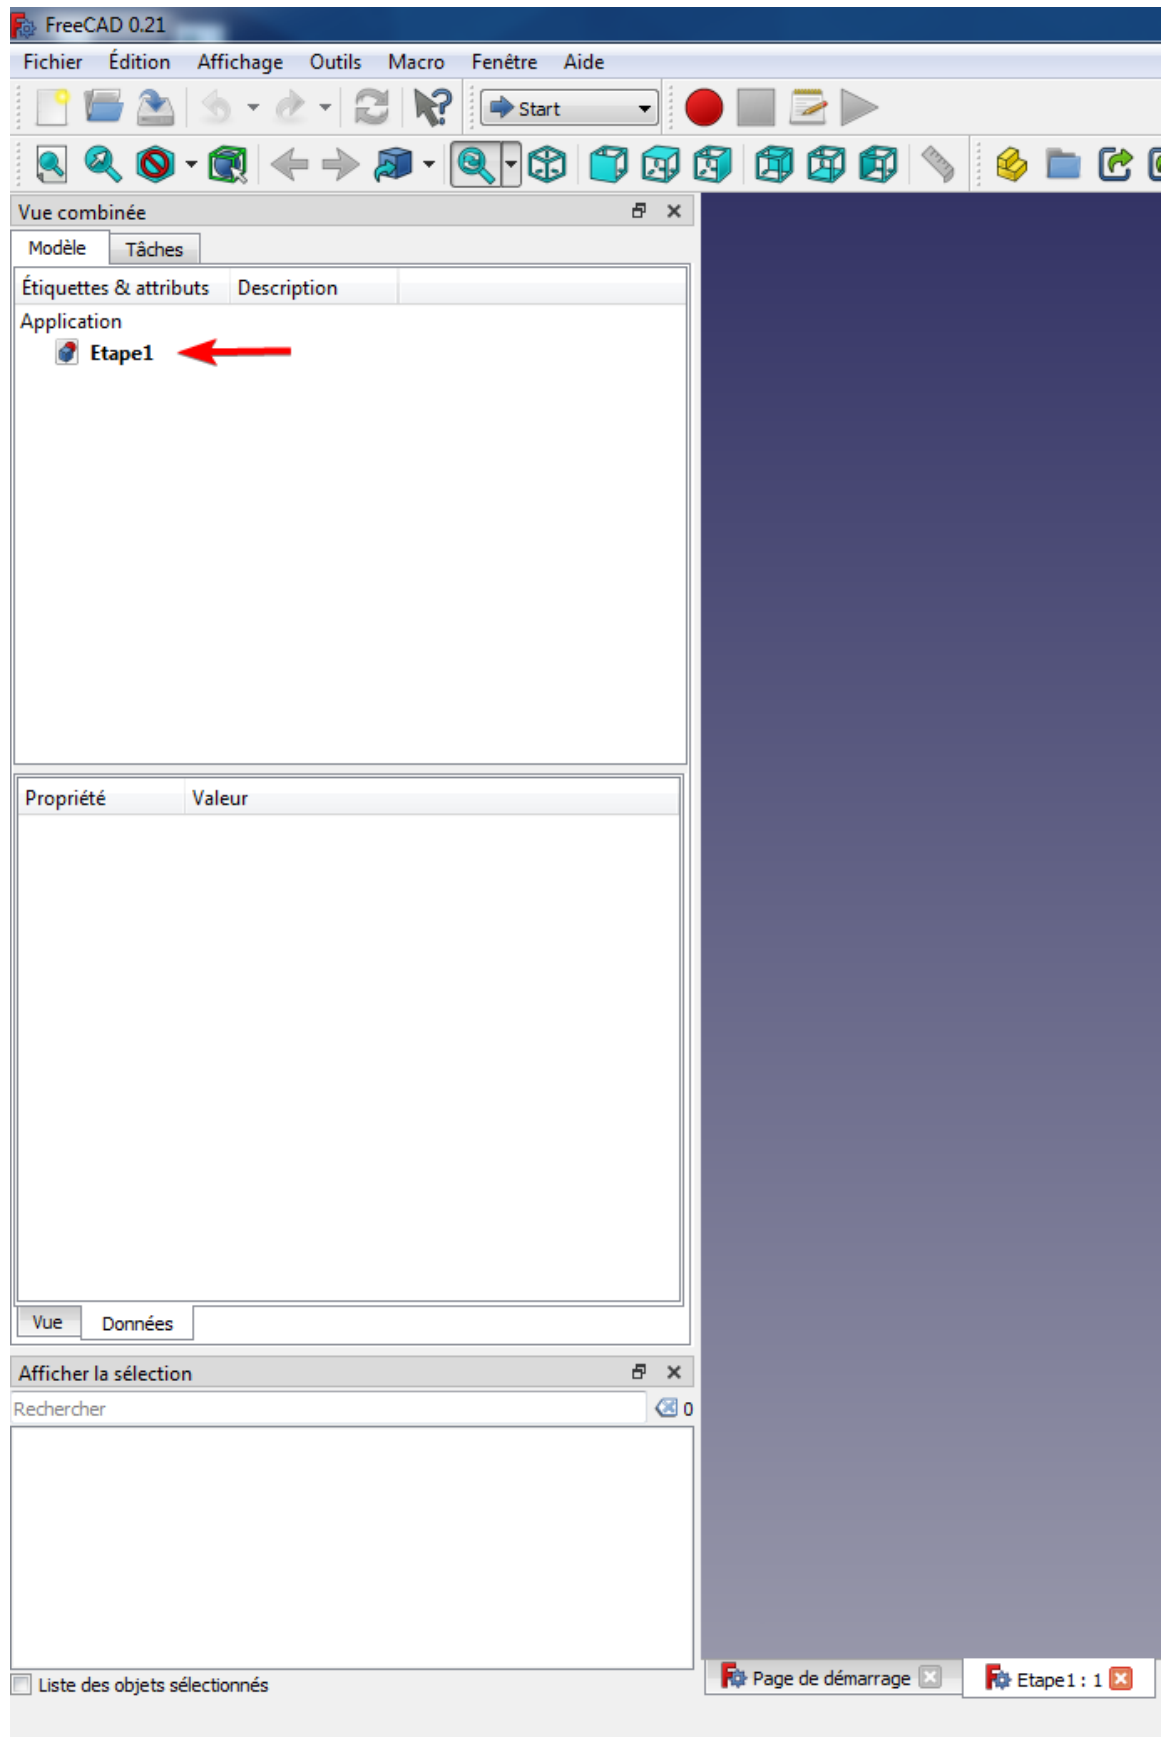 FreeCAD 0.21
Fichier Édition Affichage Outils Macro Fenêtre Aide
Start
Vue combinée
Modèle Tâches
Étiquettes & attributs Description
Application
Etape1
Propriété Valeur
Vue Données
Afficher la sélection
Rechercher 0
Liste des objets sélectionnés
Page de démarrage Etape1 : 1